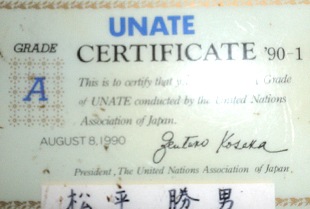 UNATE
GRADE
CERTIFICATE '90-1
A
This is to certify that you Grade
of UNATE conducted by the United Nations
Association of Japan.
AUGUST 8, 1990
Zentaro Kosaka
President, The United Nations Association of Japan.
松平勝男